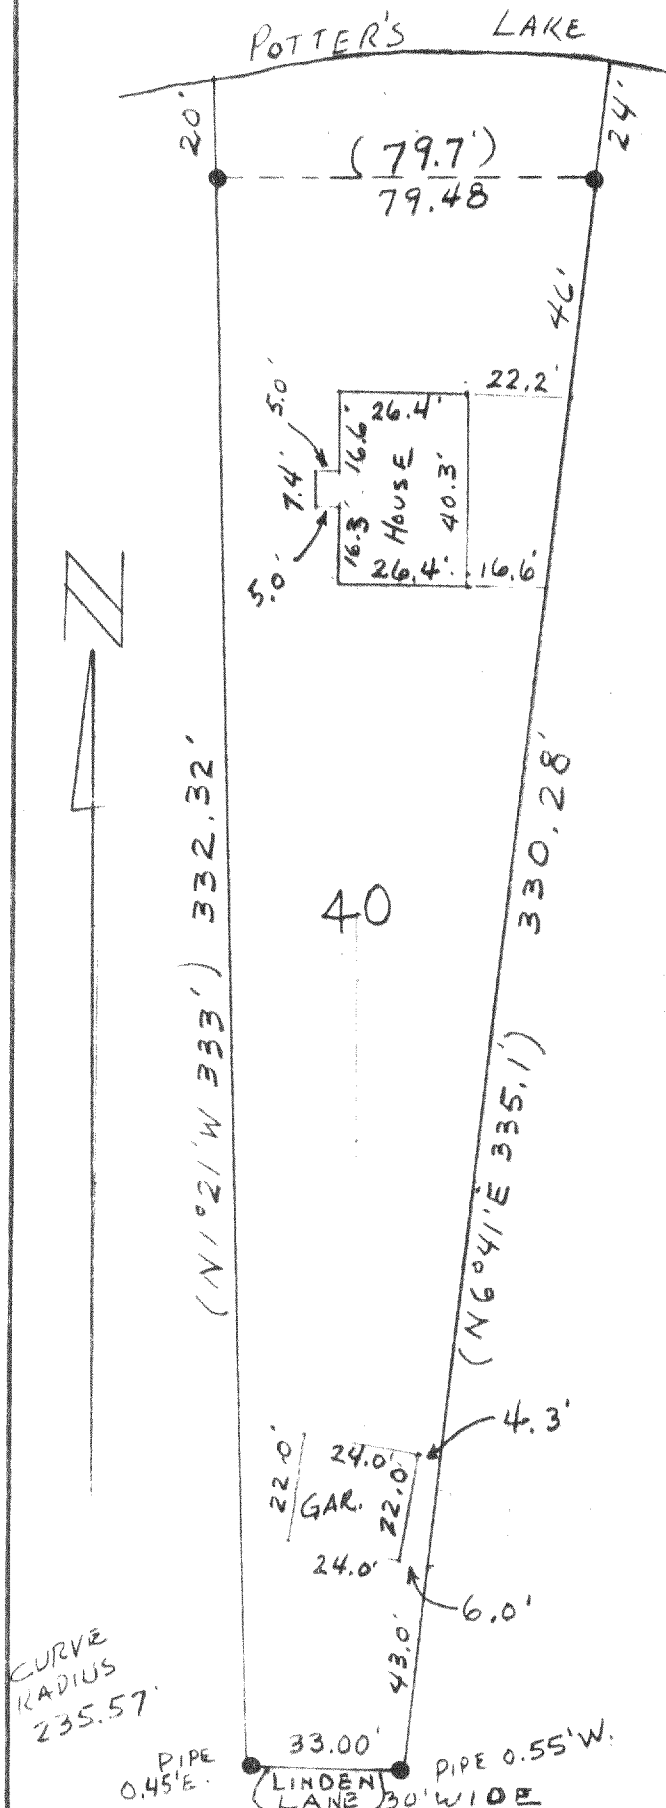 POTTER'S LAKE
20'
24'
(79.7')
79.48
46'
22.2'
5.0'
26.4'
16.6'
7.4'
HOUSE
40.3'
16.3'
5.0'
26.4'
16.6'
N
332.32'
330.28'
40
(N 1°21' W 333')
(N 6°41' E 335.1')
4.3'
22.0'
24.0'
GAR.
22.0'
24.0'
6.0'
43.0'
CURVE
RADIUS
235.57'
33.00'
PIPE
0.45'E.
PIPE 0.55'W.
(LINDEN
LANE) 30' WIDE